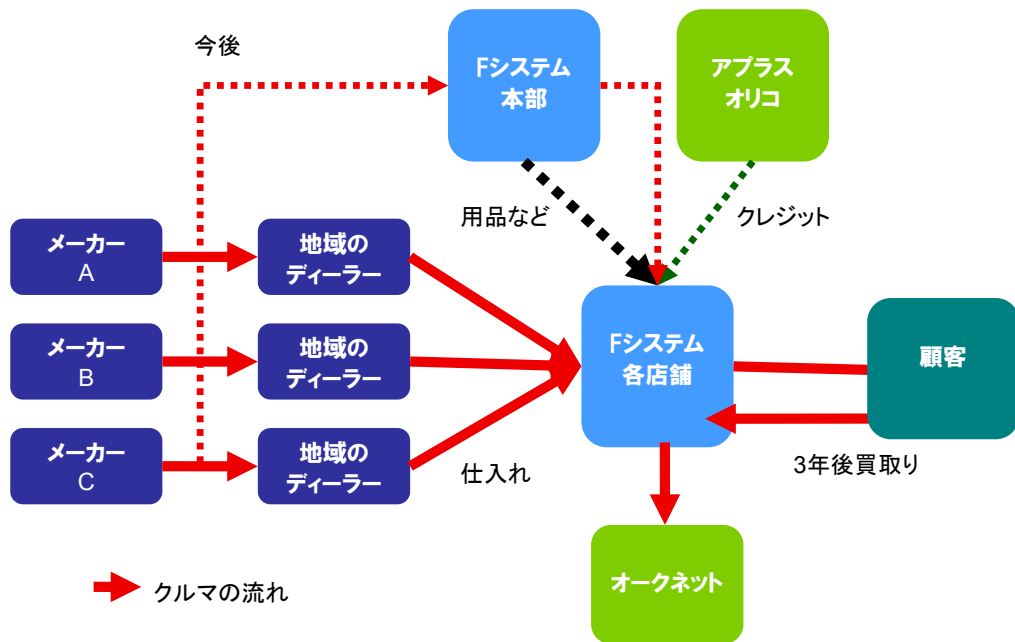 今後
Fシステム
本部
アプラス
オリコ
用品など
クレジット
メーカー
A
地域の
ディーラー
メーカー
B
地域の
ディーラー
Fシステム
各店舗
顧客
メーカー
C
地域の
ディーラー
仕入れ
3年後買取り
オークネット
クルマの流れ